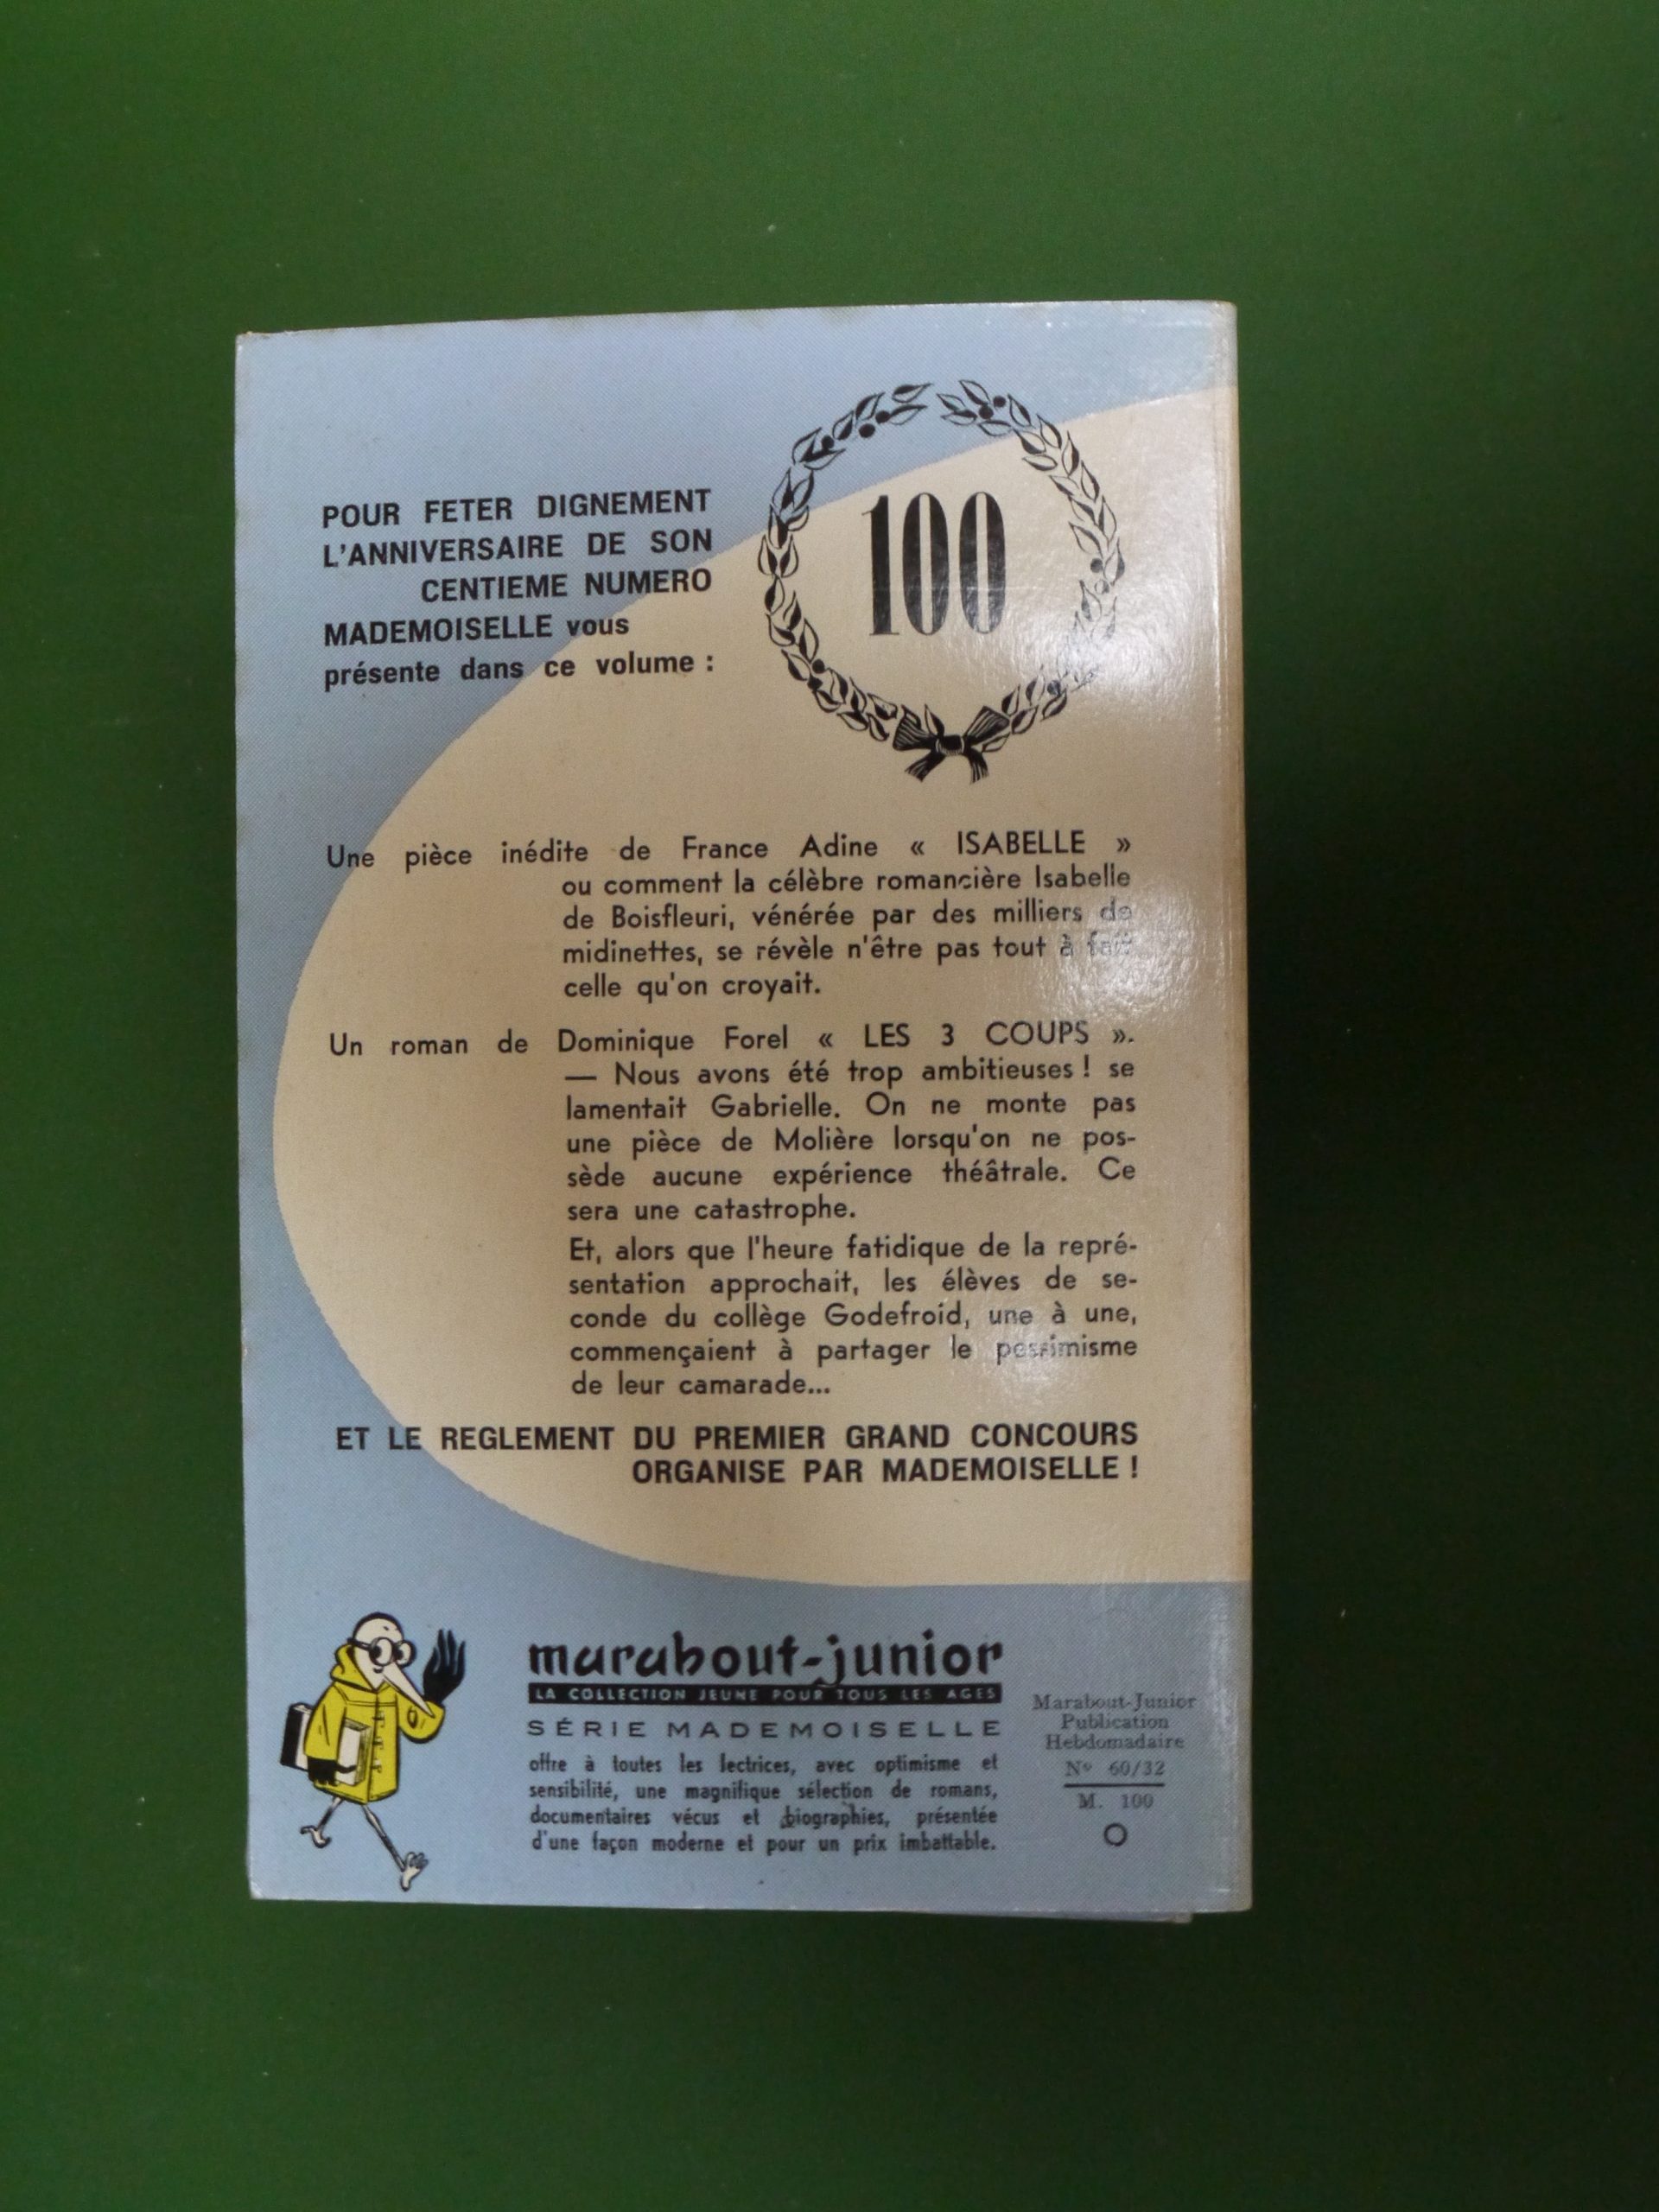 POUR FETER DIGNEMENT
L'ANNIVERSAIRE DE SON
CENTIEME NUMERO
MADEMOISELLE vous
présente dans ce volume :
100
Une pièce inédite de France Adine « ISABELLE »
ou comment la célèbre romancière Isabelle
de Boisfleuri, vénérée par des milliers de
midinettes, se révèle n'être pas tout à fait
celle qu'on croyait.
Un roman de Dominique Forel « LES 3 COUPS ».
— Nous avons été trop ambitieuses ! se
lamentait Gabrielle. On ne monte pas
une pièce de Molière lorsqu'on ne pos-
sède aucune expérience théâtrale. Ce
sera une catastrophe.
Et, alors que l'heure fatidique de la repré-
sentation approchait, les élèves de se-
conde du collège Godefroid, une à une,
commençaient à partager le pessimisme
de leur camarade...
ET LE REGLEMENT DU PREMIER GRAND CONCOURS
ORGANISE PAR MADEMOISELLE !
marabout-junior
LA COLLECTION JEUNE POUR TOUS LES AGES
SÉRIE MADEMOISELLE
offre à toutes les lectrices, avec optimisme et
sensibilité, une magnifique sélection de romans,
documentaires vécus et biographies, présentée
d'une façon moderne et pour un prix imbattable.
Marabout-Junior
Publication
Hebdomadaire
N° 60/32
M. 100